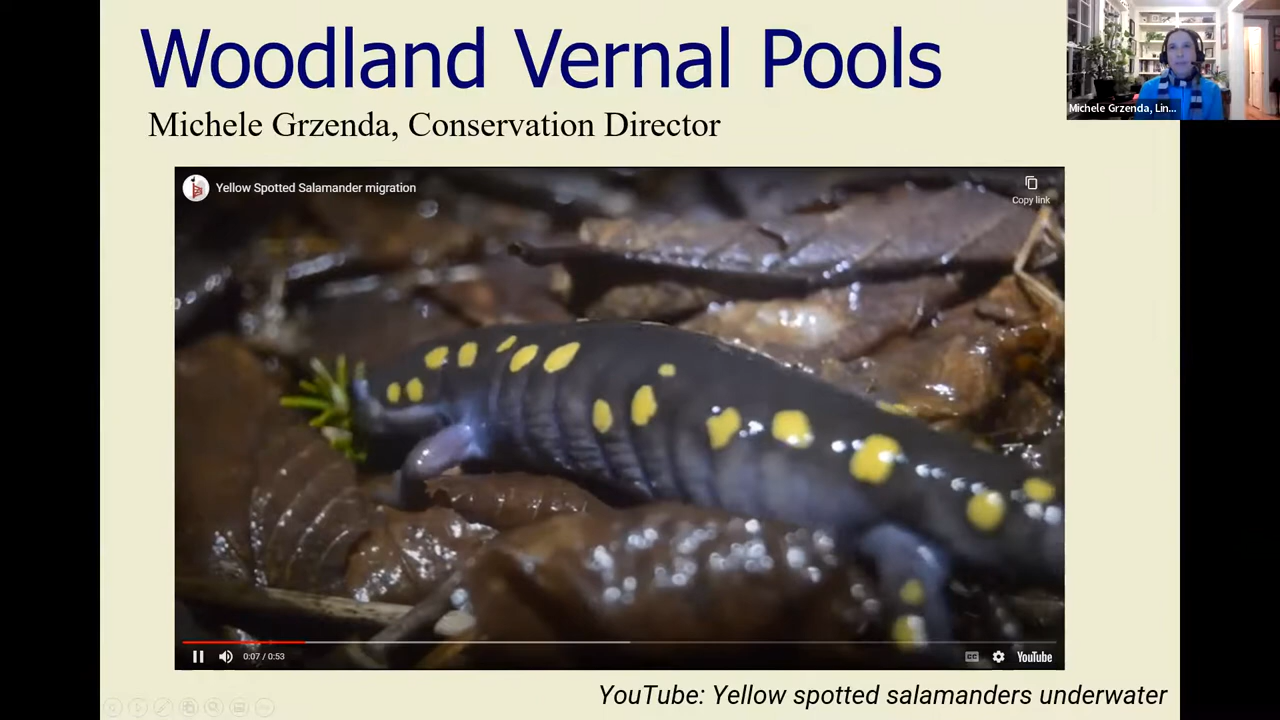 Woodland Vernal Pools
Michele Grzenda, Lin...
Michele Grzenda, Conservation Director
Yellow Spotted Salamander migration
Copy link
0:07 / 0:53
CC
YouTube
YouTube: Yellow spotted salamanders underwater